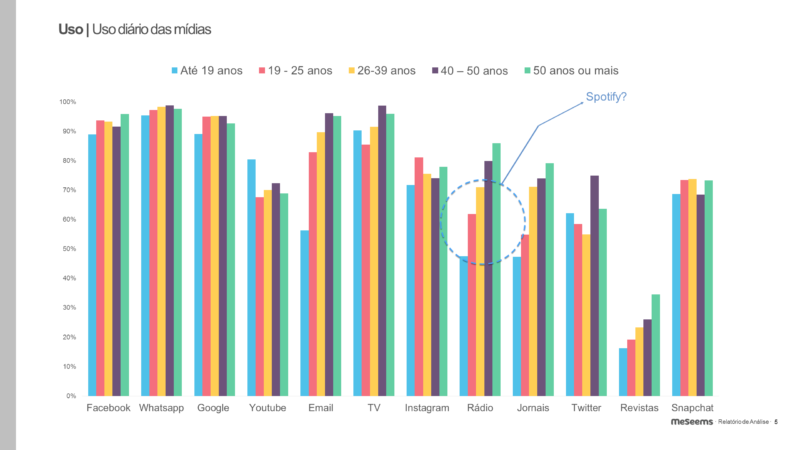 Uso | Uso diário das mídias
Até 19 anos 19 - 25 anos 26-39 anos 40 – 50 anos 50 anos ou mais
Spotify?
100%
90%
80%
70%
60%
50%
40%
30%
20%
10%
0%
Facebook Whatsapp Google Youtube Email TV Instagram Rádio Jornais Twitter Revistas Snapchat
meSeems · Relatório de Análise · 5